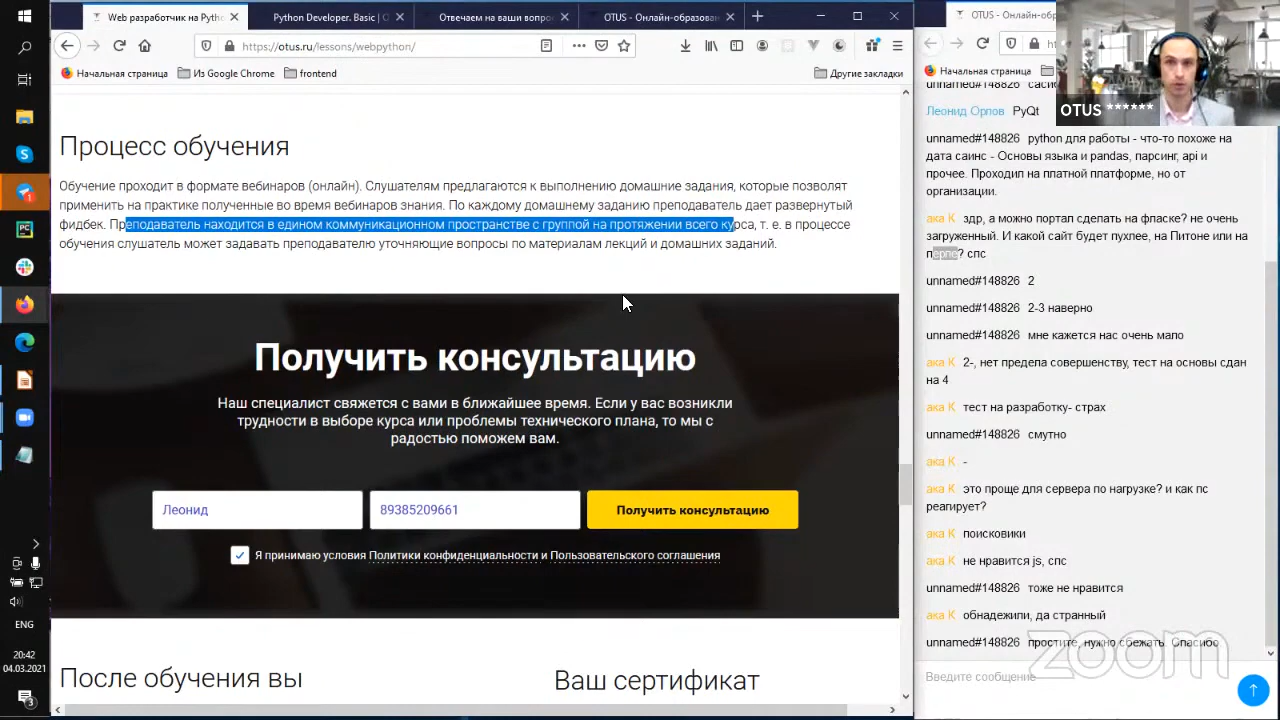 Web разработчик на Pytho
Python Developer. Basic | O
Отвечаем на ваши вопро
OTUS - Онлайн-образован
OTUS - Онлайн-об
https://otus.ru/lessons/webpython/
Начальная страница
Из Google Chrome
frontend
Другие закладки
Начальная страница
OTUS ******
Процесс обучения
Обучение проходит в формате вебинаров (онлайн). Слушателям предлагаются к выполнению домашние задания, которые позволят
применить на практике полученные во время вебинаров знания. По каждому домашнему заданию преподаватель дает развернутый
фидбек. Преподаватель находится в едином коммуникационном пространстве с группой на протяжении всего курса, т. е. в процессе
обучения слушатель может задавать преподавателю уточняющие вопросы по материалам лекций и домашних заданий.
Получить консультацию
Наш специалист свяжется с вами в ближайшее время. Если у вас возникли
трудности в выборе курса или проблемы технического плана, то мы с
радостью поможем вам.
Леонид
89385209661
Получить консультацию
Я принимаю условия Политики конфиденциальности и Пользовательского соглашения
После обучения вы
Ваш сертификат
Леонид Орлов PyQt
unnamed#148826 python для работы - что-то похоже на
дата саинс - Основы языка и pandas, парсинг, api и
прочее. Проходил на платной платформе, но от
организации.
ака К здр, а можно портал сделать на фласке? не очень
загруженный. И какой сайт будет пухлее, на Питоне или на
перле? спс
unnamed#148826 2
unnamed#148826 2-3 наверно
unnamed#148826 мне кажется нас очень мало
ака К 2-, нет предела совершенству, тест на основы сдан
на 4
ака К тест на разработку- страх
unnamed#148826 смутно
ака К -
ака К это проще для сервера по нагрузке? и как пс
реагирует?
ака К поисковики
ака К не нравится js, спс
unnamed#148826 тоже не нравится
ака К обнадежили, да странный
unnamed#148826 простите, нужно сбежать. Спасибо
Введите сообщение
zoom
ENG
20:42
04.03.2021
3